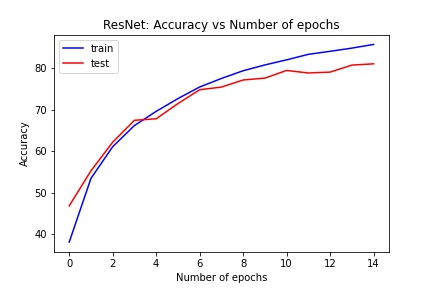 ResNet: Accuracy vs Number of epochs
train
test
Accuracy
80
70
60
50
40
0 2 4 6 8 10 12 14
Number of epochs